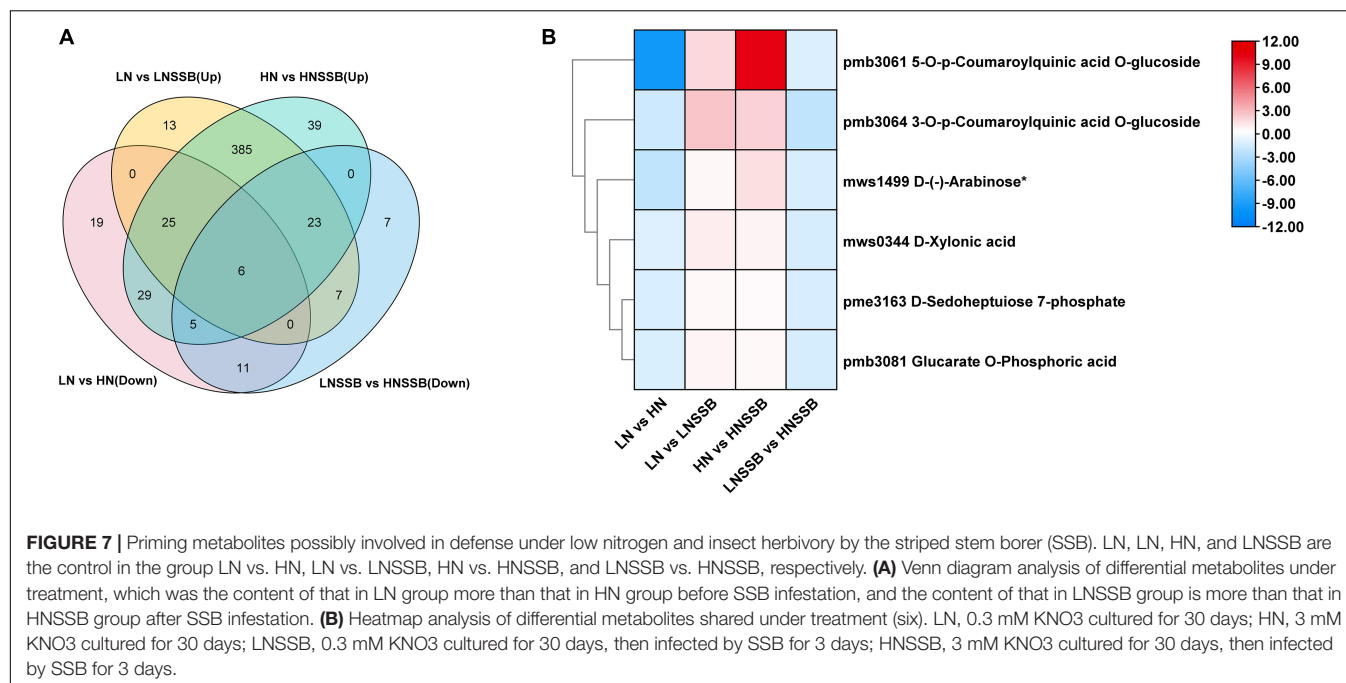 A
LN vs LNSSB(Up)
HN vs HNSSB(Up)
13
39
385
0
0
19
25
23
7
6
29
7
5
0
11
LN vs HN(Down)
LNSSB vs HNSSB(Down)
B
pmb3061 5-O-p-Coumaroylquinic acid O-glucoside
pmb3064 3-O-p-Coumaroylquinic acid O-glucoside
mws1499 D-(-)-Arabinose*
mws0344 D-Xylonic acid
pme3163 D-Sedoheptuiose 7-phosphate
pmb3081 Glucarate O-Phosphoric acid
LN vs HN
LN vs LNSSB
HN vs HNSSB
LNSSB vs HNSSB
12.00
9.00
6.00
3.00
0.00
-3.00
-6.00
-9.00
-12.00
FIGURE 7 | Priming metabolites possibly involved in defense under low nitrogen and insect herbivory by the striped stem borer (SSB). LN, LN, HN, and LNSSB are
the control in the group LN vs. HN, LN vs. LNSSB, HN vs. HNSSB, and LNSSB vs. HNSSB, respectively. (A) Venn diagram analysis of differential metabolites under
treatment, which was the content of that in LN group more than that in HN group before SSB infestation, and the content of that in LNSSB group is more than that in
HNSSB group after SSB infestation. (B) Heatmap analysis of differential metabolites shared under treatment (six). LN, 0.3 mM KNO3 cultured for 30 days; HN, 3 mM
KNO3 cultured for 30 days; LNSSB, 0.3 mM KNO3 cultured for 30 days, then infected by SSB for 3 days; HNSSB, 3 mM KNO3 cultured for 30 days, then infected
by SSB for 3 days.